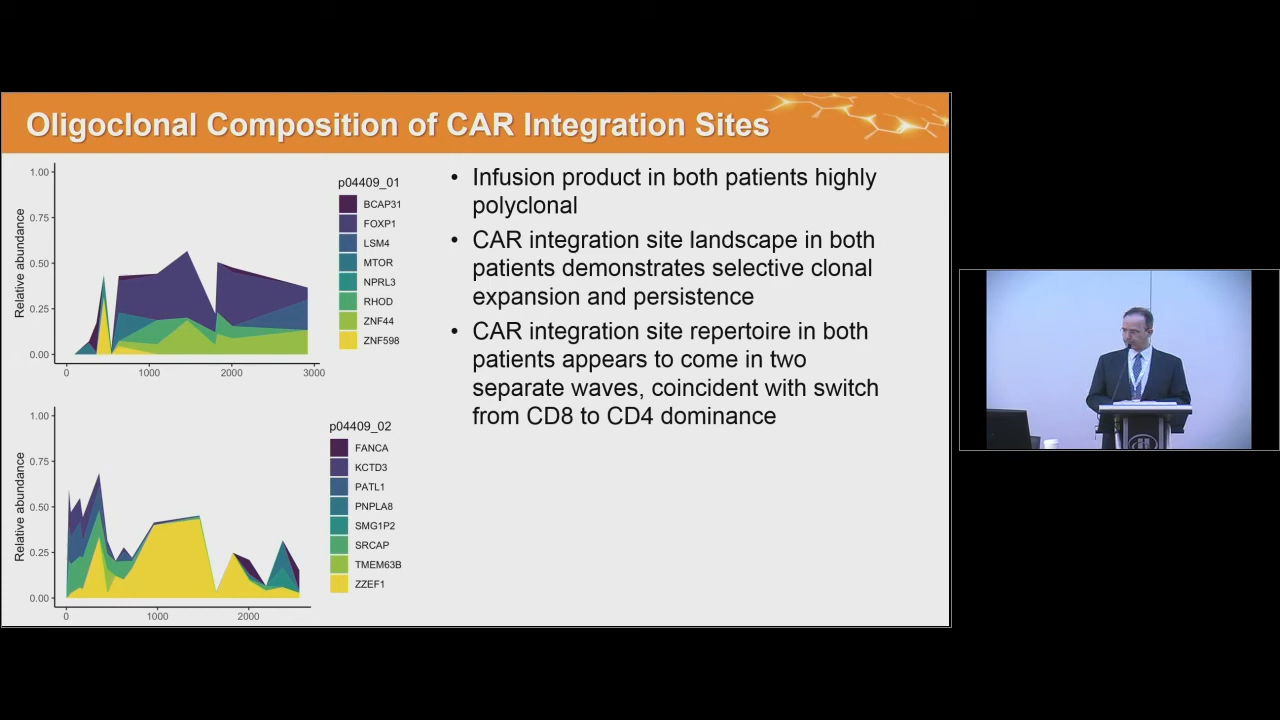 Oligoclonal Composition of CAR Integration Sites
Relative abundance
1.00
0.75
0.50
0.25
0.00
0
1000
2000
3000
p04409_01
BCAP31
FOXP1
LSM4
MTOR
NPRL3
RHOD
ZNF44
ZNF598
Relative abundance
1.00
0.75
0.50
0.25
0.00
0
1000
2000
p04409_02
FANCA
KCTD3
PATL1
PNPLA8
SMG1P2
SRCAP
TMEM63B
ZZEF1
• Infusion product in both patients highly
polyclonal
• CAR integration site landscape in both
patients demonstrates selective clonal
expansion and persistence
• CAR integration site repertoire in both
patients appears to come in two
separate waves, coincident with switch
from CD8 to CD4 dominance